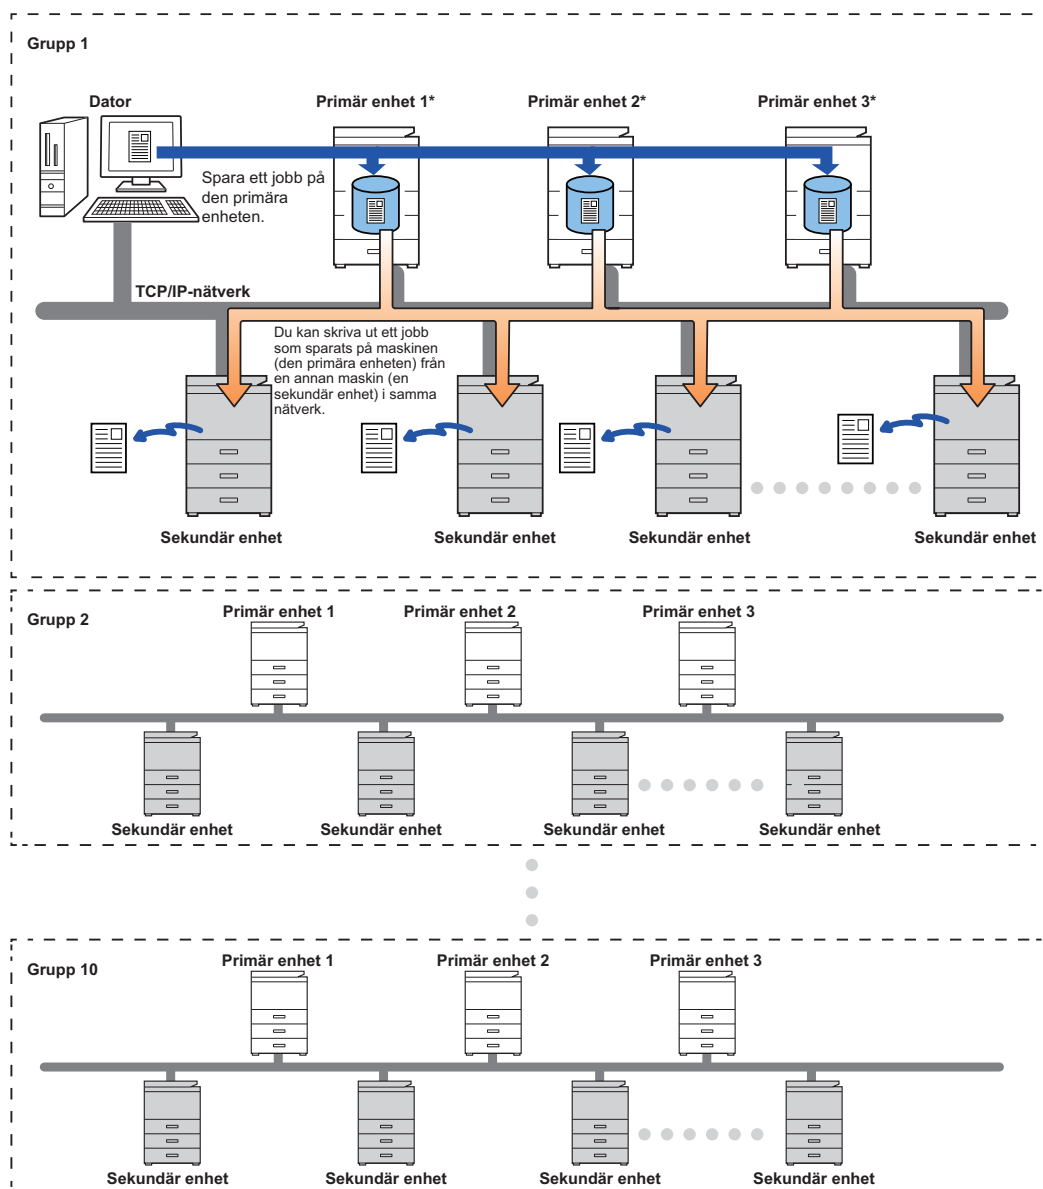 Grupp 1
Dator
Primär enhet 1*
Primär enhet 2*
Primär enhet 3*
Spara ett jobb på
den primära
enheten.
TCP/IP-nätverk
Du kan skriva ut ett jobb
som sparats på maskinen
(den primära enheten) från
en annan maskin (en
sekundär enhet) i samma
nätverk.
Sekundär enhet
Sekundär enhet
Sekundär enhet
Sekundär enhet
Grupp 2
Primär enhet 1
Primär enhet 2
Primär enhet 3
Sekundär enhet
Sekundär enhet
Sekundär enhet
Sekundär enhet
Grupp 10
Primär enhet 1
Primär enhet 2
Primär enhet 3
Sekundär enhet
Sekundär enhet
Sekundär enhet
Sekundär enhet